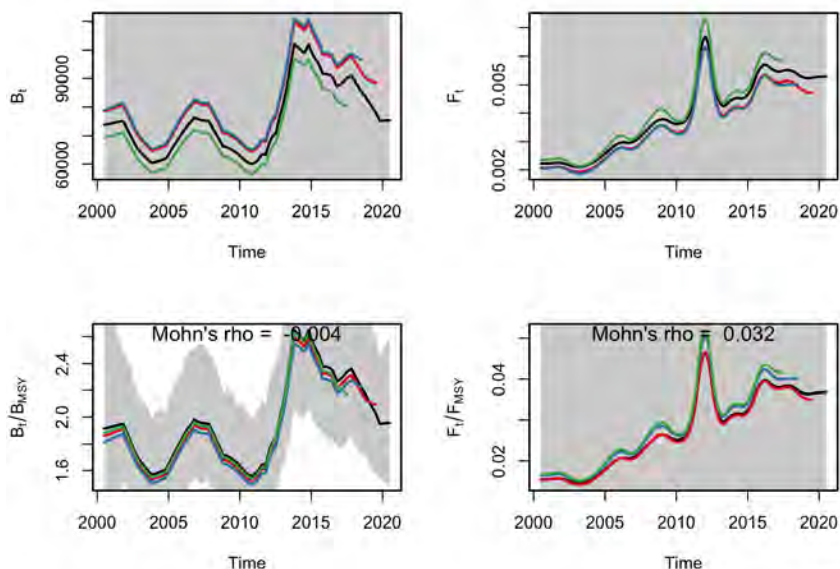 B_t
60000 90000
2000 2005 2010 2015 2020
Time
F_t
0.002 0.005
2000 2005 2010 2015 2020
Time
Mohn's rho = -0.004
B_t/B_MSY
1.6 2.0 2.4
2000 2005 2010 2015 2020
Time
Mohn's rho = 0.032
F_t/F_MSY
0.02 0.04
2000 2005 2010 2015 2020
Time